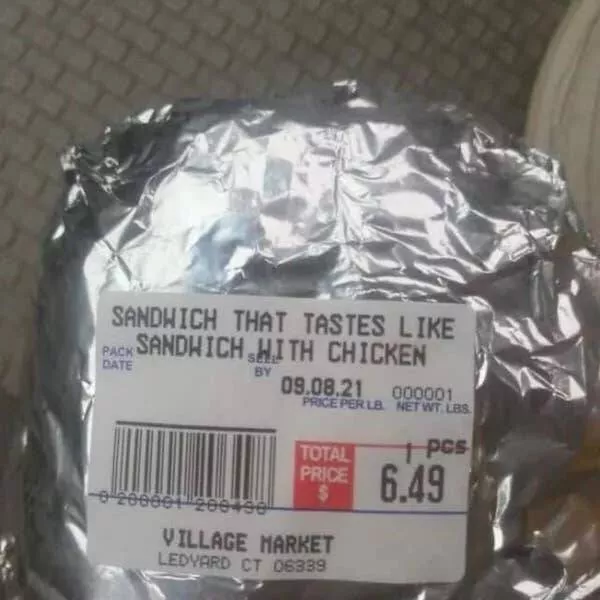 SANDWICH THAT TASTES LIKE
SANDWICH WITH CHICKEN
PACK DATE
SELL BY
09.08.21 000001
PRICE PER LB. NET WT. LBS.
1 PCS
TOTAL PRICE $ 6.49
0 200001 200490
VILLAGE MARKET
LEDYARD CT 06339